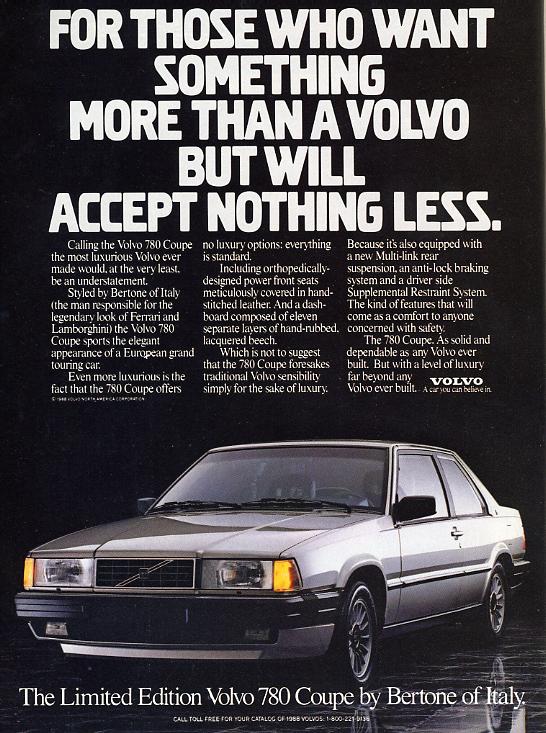 FOR THOSE WHO WANT
SOMETHING
MORE THAN A VOLVO
BUT WILL
ACCEPT NOTHING LESS.
Calling the Volvo 780 Coupe
the most luxurious Volvo ever
made would, at the very least,
be an understatement.
Styled by Bertone of Italy
(the man responsible for the
legendary look of Ferrari and
Lamborghini) the Volvo 780
Coupe sports the elegant
appearance of a European grand
touring car.
Even more luxurious is the
fact that the 780 Coupe offers
© 1988 VOLVO NORTH AMERICA CORPORATION
no luxury options: everything
is standard.
Including orthopedically-
designed power front seats
meticulously covered in hand-
stitched leather. And a dash-
board composed of eleven
separate layers of hand-rubbed,
lacquered beech.
Which is not to suggest
that the 780 Coupe foresakes
traditional Volvo sensibility
simply for the sake of luxury.
Because it's also equipped with
a new Multi-link rear
suspension, an anti-lock braking
system and a driver side
Supplemental Restraint System.
The kind of features that will
come as a comfort to anyone
concerned with safety.
The 780 Coupe. As solid and
dependable as any Volvo ever
built. But with a level of luxury
far beyond any
Volvo ever built.
VOLVO
A car you can believe in.
The Limited Edition Volvo 780 Coupe by Bertone of Italy.
CALL TOLL FREE FOR YOUR CATALOG OF 1988 VOLVOS: 1-800-221-9136